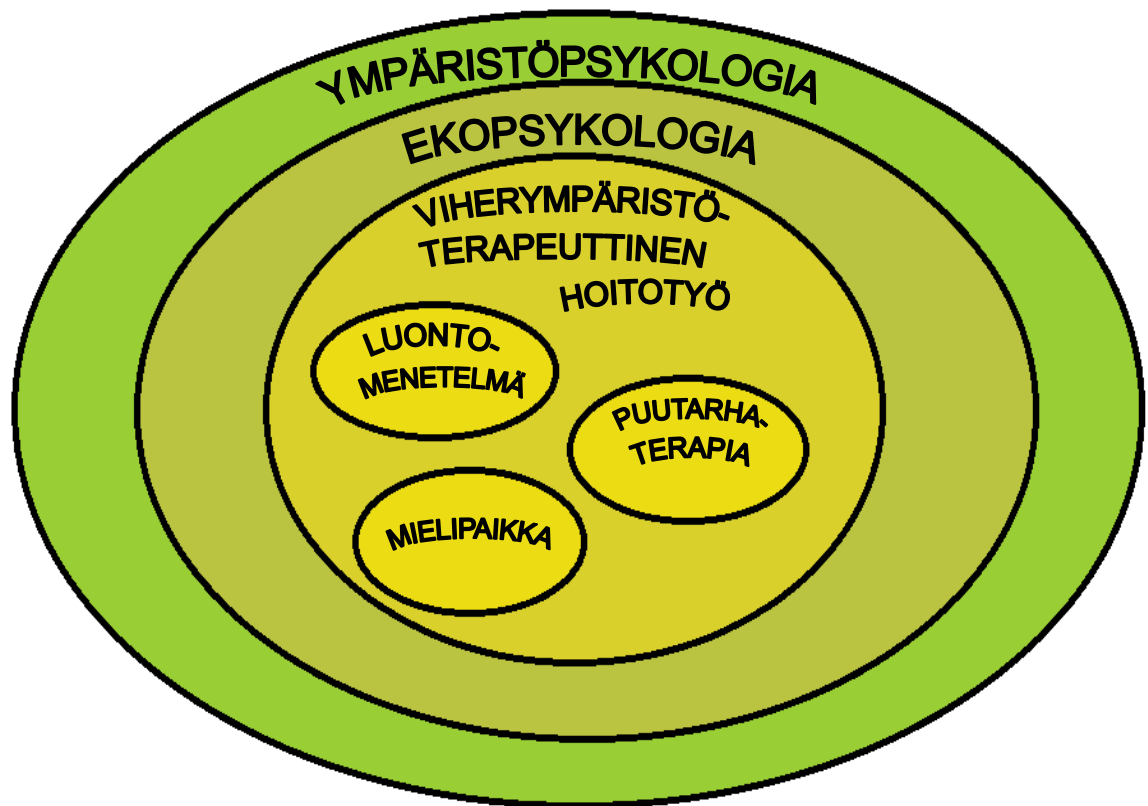 YMPÄRISTÖPSYKOLOGIA
EKOPSYKOLOGIA
VIHERYMPÄRISTÖ-
TERAPEUTTINEN
HOITOTYÖ
LUONTO-
MENETELMÄ
PUUTARHA-
TERAPIA
MIELIPAIKKA